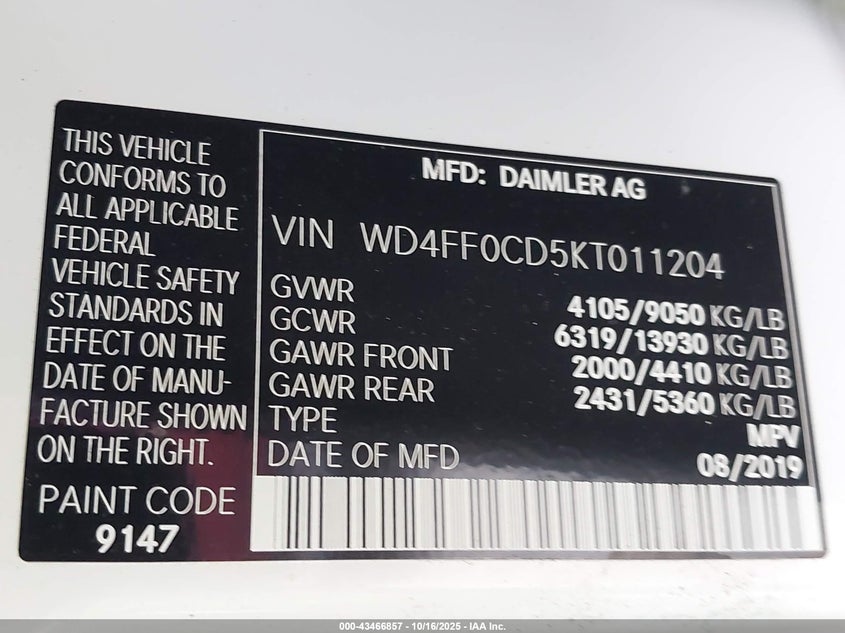 THIS VEHICLE
CONFORMS TO
ALL APPLICABLE
FEDERAL
VEHICLE SAFETY
STANDARDS IN
EFFECT ON THE
DATE OF MANU-
FACTURE SHOWN
ON THE RIGHT.
PAINT CODE
9147
MFD: DAIMLER AG
VIN WD4FF0CD5KT011204
GVWR 4105/9050 KG/LB
GCWR 6319/13930 KG/LB
GAWR FRONT 2000/4410 KG/LB
GAWR REAR 2431/5360 KG/LB
TYPE MPV
DATE OF MFD 08/2019
000-43466857 - 10/16/2025 - IAA Inc.